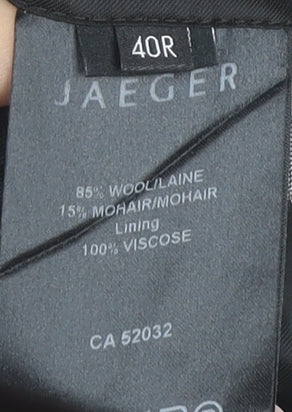 40R
JAEGER
85% WOOL/LAINE
15% MOHAIR/MOHAIR
Lining
100% VISCOSE
CA 52032